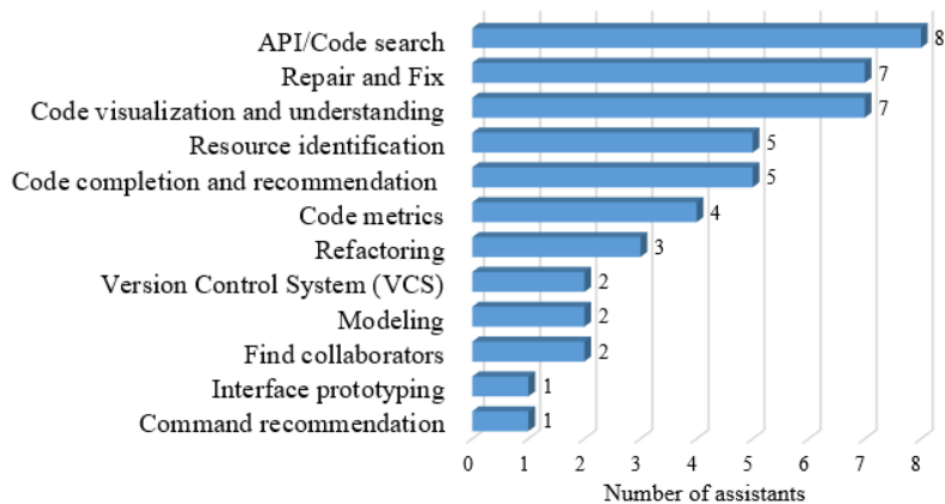 API/Code search 8
Repair and Fix 7
Code visualization and understanding 7
Resource identification 5
Code completion and recommendation 5
Code metrics 4
Refactoring 3
Version Control System (VCS) 2
Modeling 2
Find collaborators 2
Interface prototyping 1
Command recommendation 1
0 1 2 3 4 5 6 7 8
Number of assistants